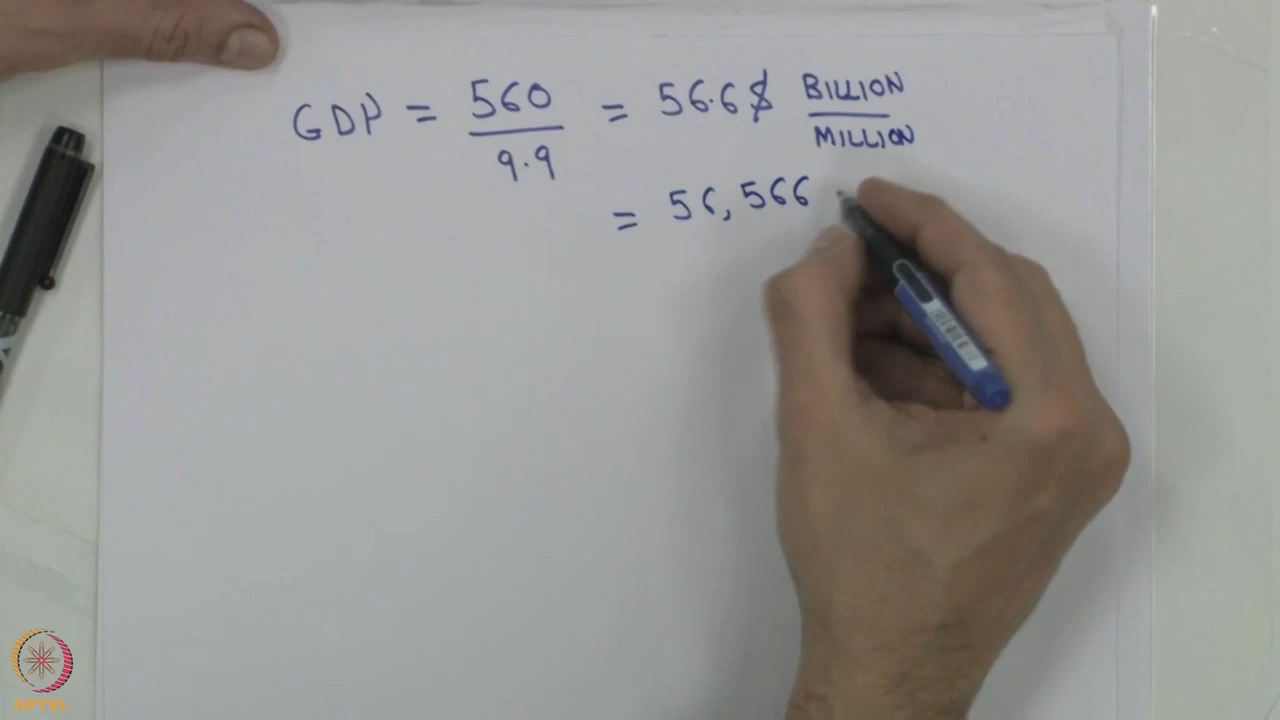 GDP = 560 / 9.9 = 56.6 $ BILLION / MILLION
= 56,566
NPTEL